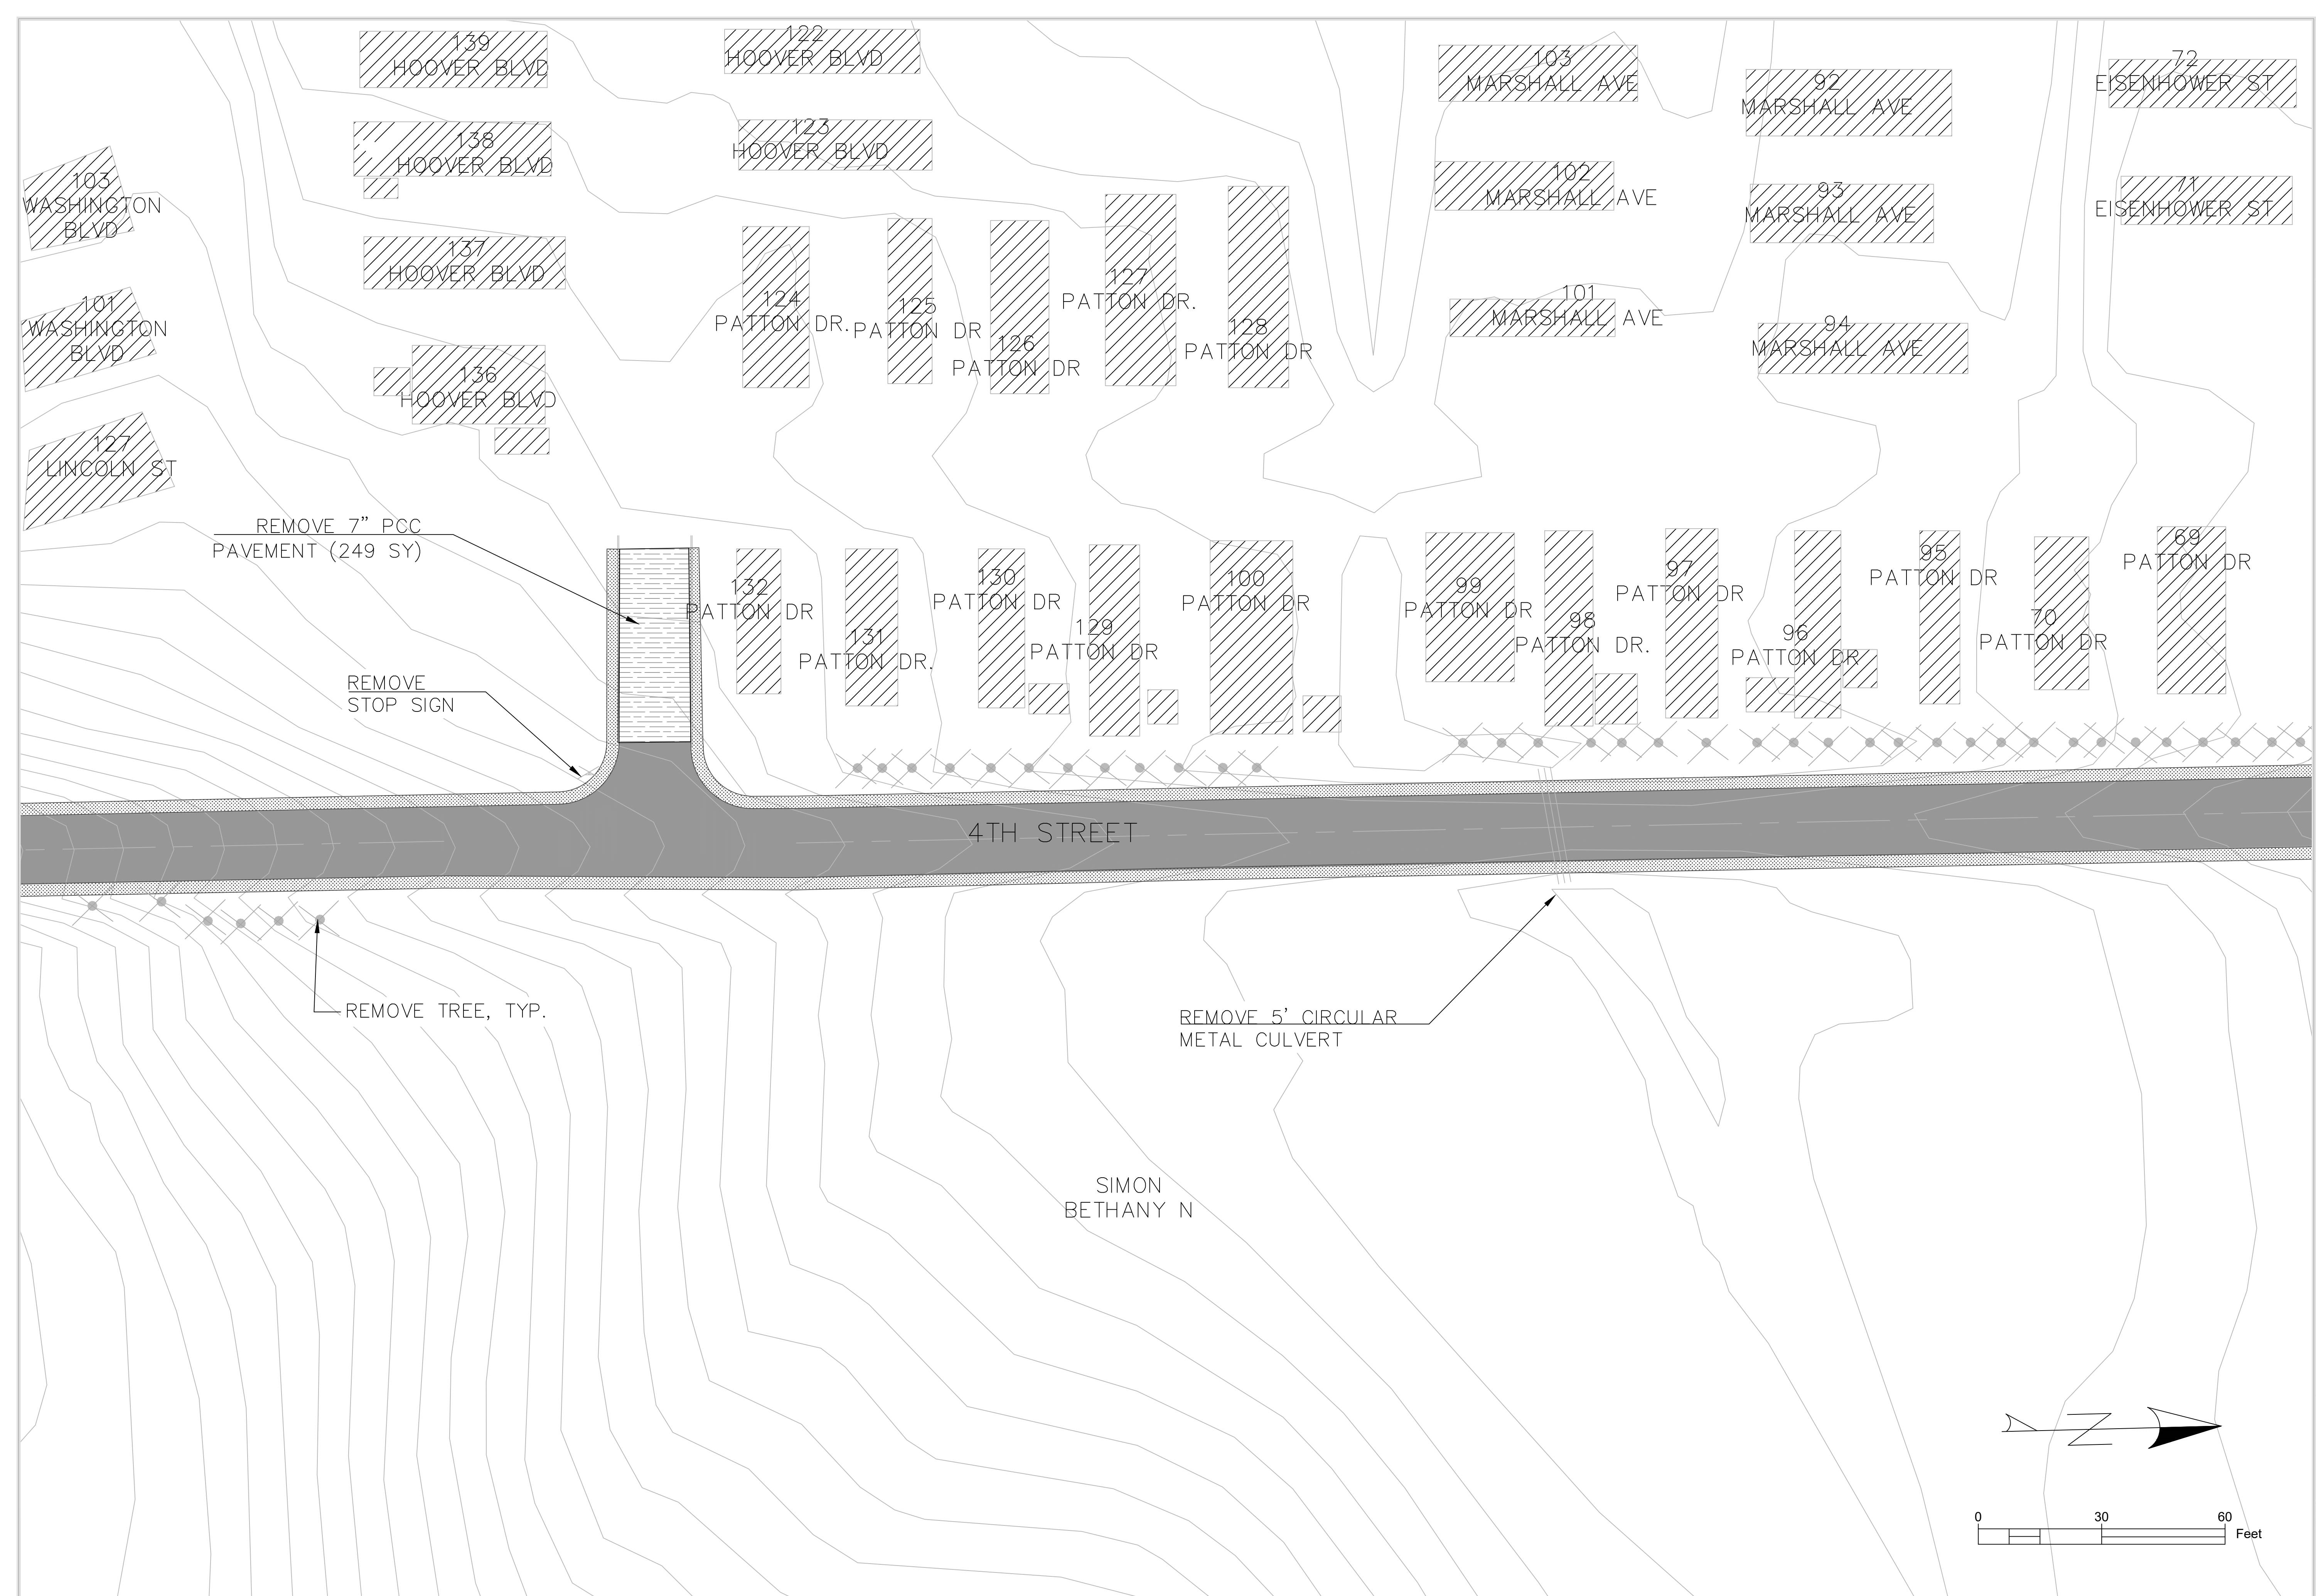 139
HOOVER BLVD
122
HOOVER BLVD
103
MARSHALL AVE
92
MARSHALL AVE
72
EISENHOWER ST
138
HOOVER BLVD
123
HOOVER BLVD
102
MARSHALL AVE
93
MARSHALL AVE
71
EISENHOWER ST
103
WASHINGTON
BLVD
137
HOOVER BLVD
124
PATTON DR.
125
PATTON DR
126
PATTON DR
127
PATTON DR.
128
PATTON DR
101
MARSHALL AVE
94
MARSHALL AVE
101
WASHINGTON
BLVD
136
HOOVER BLVD
127
LINCOLN ST
REMOVE 7" PCC
PAVEMENT (249 SY)
132
PATTON DR
131
PATTON DR.
130
PATTON DR
129
PATTON DR
100
PATTON DR
99
PATTON DR
98
PATTON DR.
97
PATTON DR
96
PATTON DR
95
PATTON DR
70
PATTON DR
69
PATTON DR
REMOVE
STOP SIGN
4TH STREET
REMOVE TREE, TYP.
REMOVE 5' CIRCULAR
METAL CULVERT
SIMON
BETHANY N
N
0 30 60
Feet